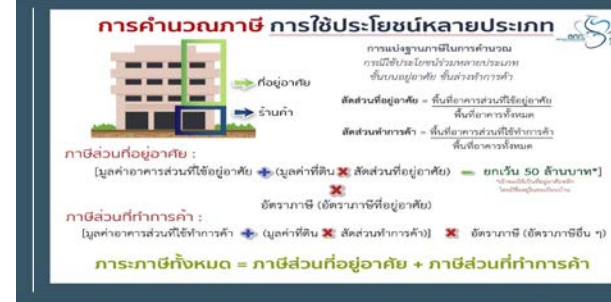 การคำนวณภาษี การใช้ประโยชน์หลายประเภท
สถก.
การแบ่งฐานภาษีในการคำนวณ
กรณีใช้ประโยชน์ร่วมหลายประเภท
ชั้นบนอยู่อาศัย ชั้นล่างทำการค้า
ที่อยู่อาศัย
ร้านค้า
สัดส่วนที่อยู่อาศัย = พื้นที่อาคารส่วนที่ใช้อยู่อาศัย
พื้นที่อาคารทั้งหมด
สัดส่วนทำการค้า = พื้นที่อาคารส่วนที่ใช้ทำการค้า
พื้นที่อาคารทั้งหมด
ภาษีส่วนที่อยู่อาศัย :
[มูลค่าอาคารส่วนที่ใช้อยู่อาศัย + (มูลค่าที่ดิน × สัดส่วนที่อยู่อาศัย) - ยกเว้น 50 ล้านบาท*]
×
อัตราภาษี (อัตราภาษีที่อยู่อาศัย)
ภาษีส่วนที่ทำการค้า :
[มูลค่าอาคารส่วนที่ใช้ทำการค้า + (มูลค่าที่ดิน × สัดส่วนทำการค้า)] × อัตราภาษี (อัตราภาษีอื่น ๆ)
ภาระภาษีทั้งหมด = ภาษีส่วนที่อยู่อาศัย + ภาษีส่วนที่ทำการค้า